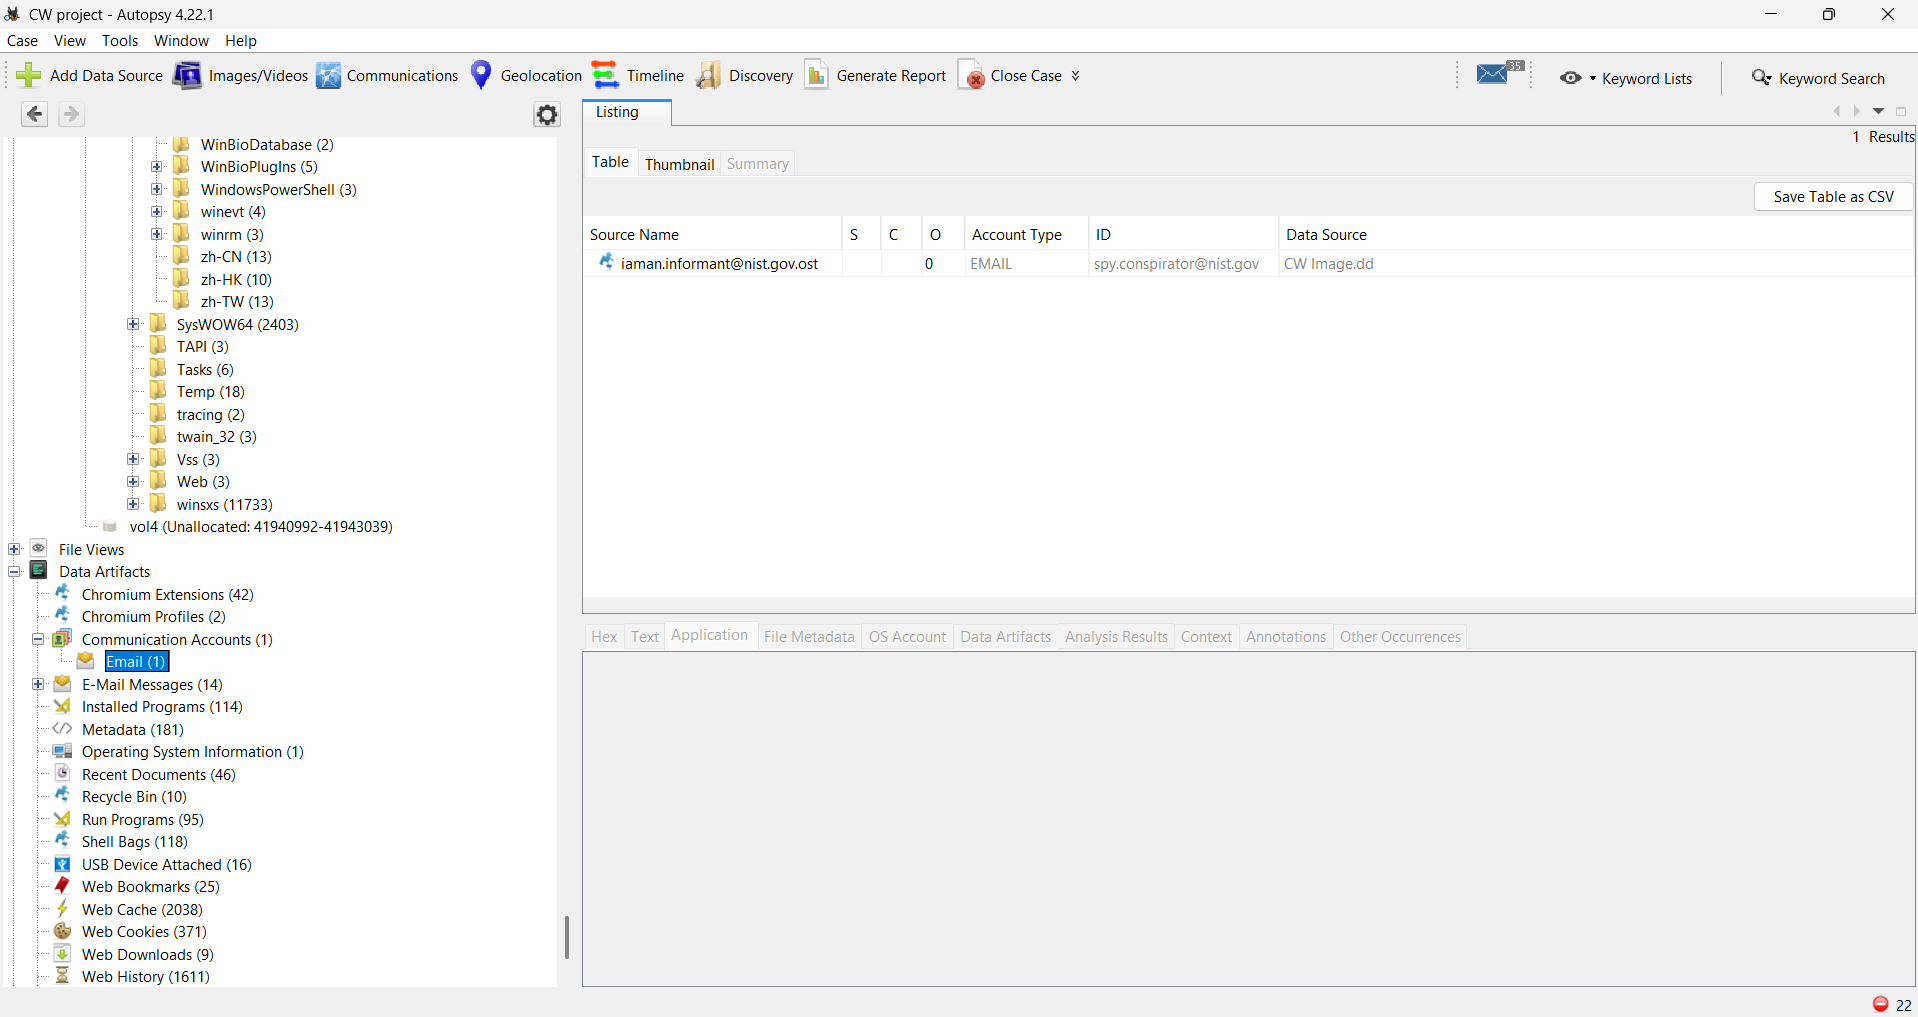 CW project - Autopsy 4.22.1
Case View Tools Window Help
Add Data Source Images/Videos Communications Geolocation Timeline Discovery Generate Report Close Case 35 Keyword Lists Keyword Search
Listing
1 Results
Table Thumbnail Summary
Save Table as CSV
Source Name S C O Account Type ID Data Source
iaman.informant@nist.gov.ost 0 EMAIL spy.conspirator@nist.gov CW Image.dd
WinBioDatabase (2)
WinBioPlugIns (5)
WindowsPowerShell (3)
winevt (4)
winrm (3)
zh-CN (13)
zh-HK (10)
zh-TW (13)
SysWOW64 (2403)
TAPI (3)
Tasks (6)
Temp (18)
tracing (2)
twain_32 (3)
Vss (3)
Web (3)
winsxs (11733)
vol4 (Unallocated: 41940992-41943039)
File Views
Data Artifacts
Chromium Extensions (42)
Chromium Profiles (2)
Communication Accounts (1)
Email (1)
E-Mail Messages (14)
Installed Programs (114)
Metadata (181)
Operating System Information (1)
Recent Documents (46)
Recycle Bin (10)
Run Programs (95)
Shell Bags (118)
USB Device Attached (16)
Web Bookmarks (25)
Web Cache (2038)
Web Cookies (371)
Web Downloads (9)
Web History (1611)
Hex Text Application File Metadata OS Account Data Artifacts Analysis Results Context Annotations Other Occurrences
22